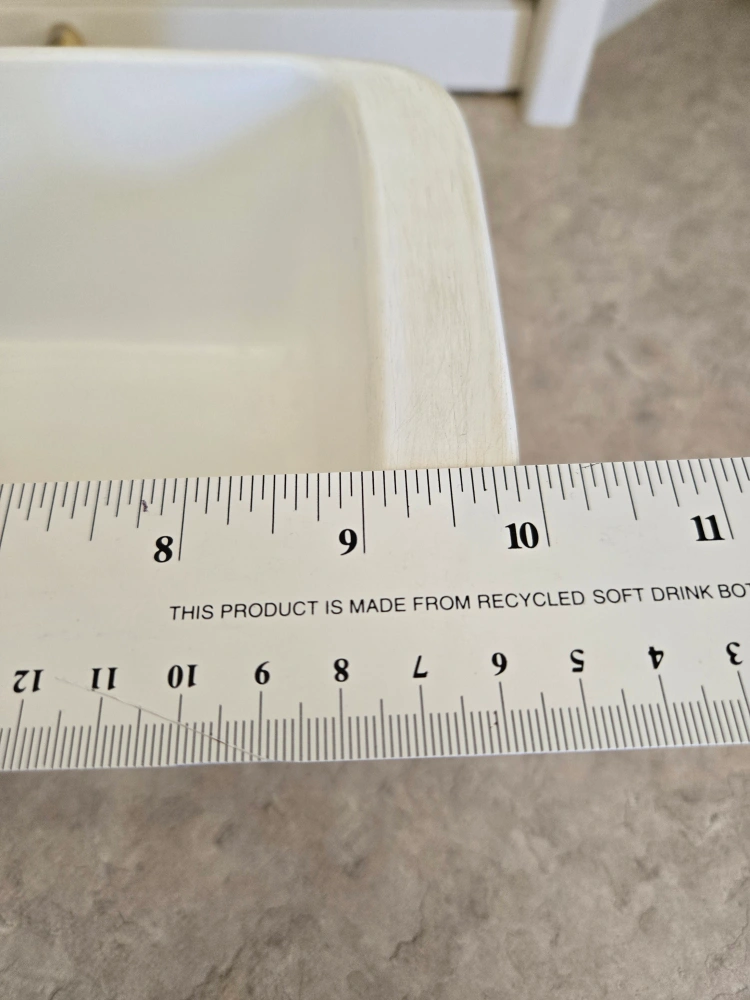 8 9 10 11
THIS PRODUCT IS MADE FROM RECYCLED SOFT DRINK BOT
12 11 10 9 8 7 6 5 4 3